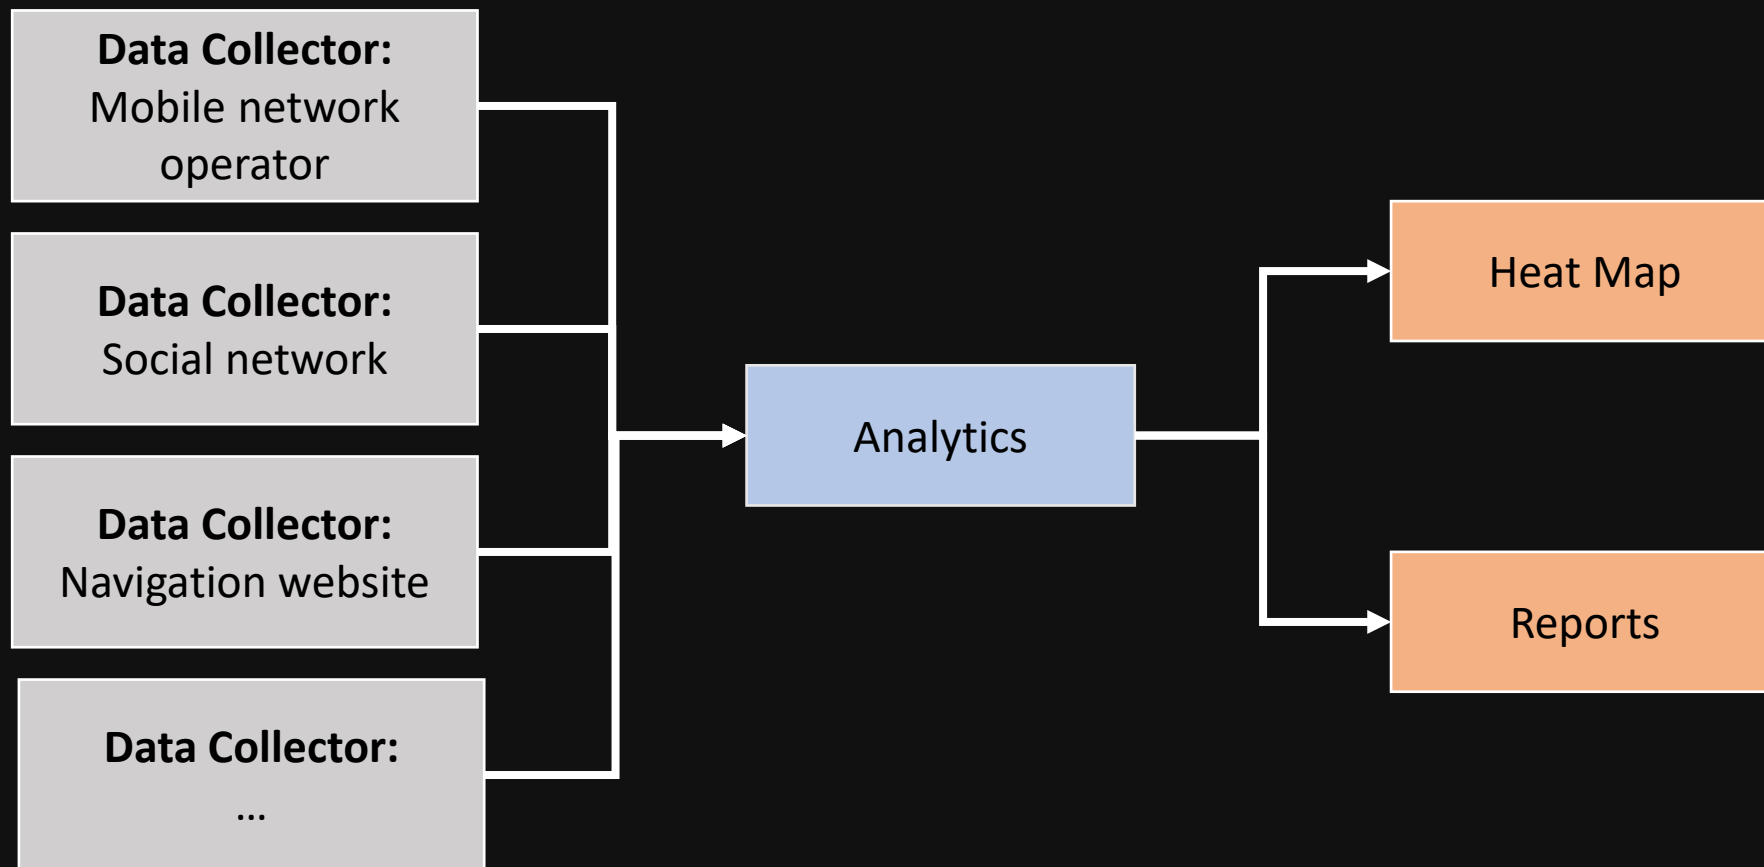 Data Collector:
Mobile network
operator
Data Collector:
Social network
Data Collector:
Navigation website
Data Collector:
...
Analytics
Heat Map
Reports